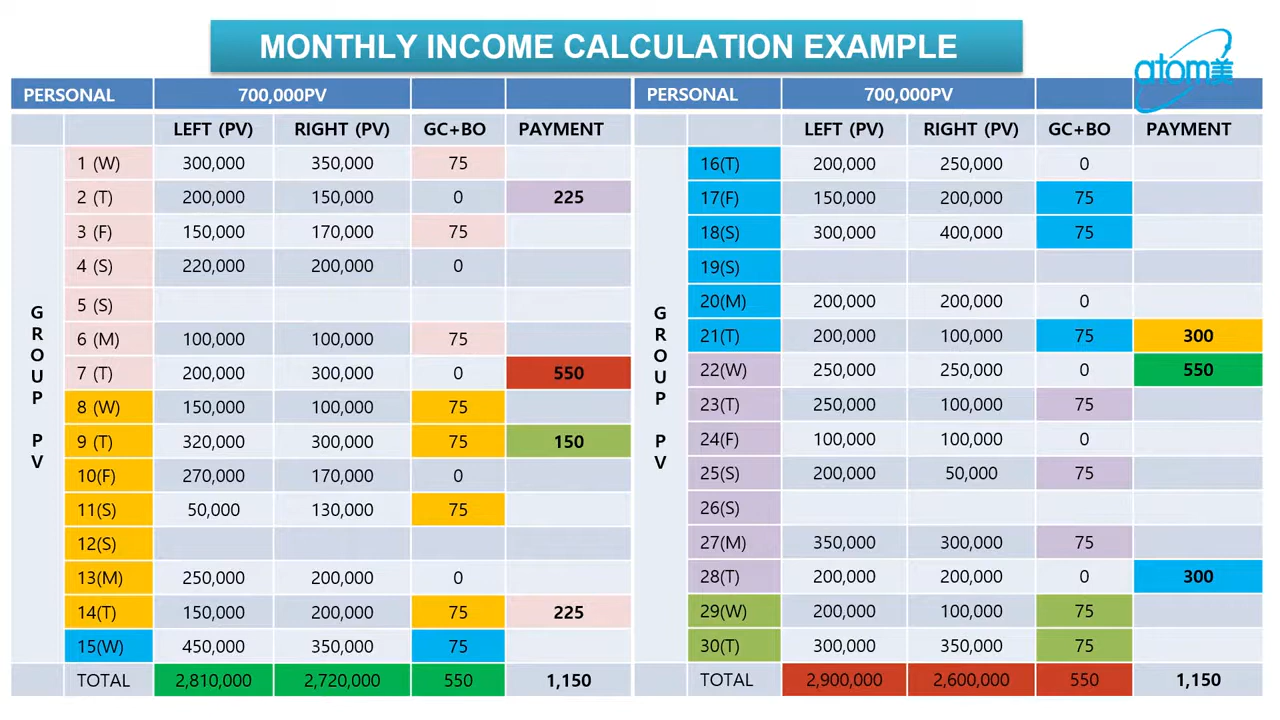 MONTHLY INCOME CALCULATION EXAMPLE
atom美
PERSONAL 700,000PV PERSONAL 700,000PV
LEFT (PV) RIGHT (PV) GC+BO PAYMENT LEFT (PV) RIGHT (PV) GC+BO PAYMENT
GROUP PV GROUP PV
1 (W) 300,000 350,000 75 16(T) 200,000 250,000 0
2 (T) 200,000 150,000 0 225 17(F) 150,000 200,000 75
3 (F) 150,000 170,000 75 18(S) 300,000 400,000 75
4 (S) 220,000 200,000 0 19(S)
5 (S) 20(M) 200,000 200,000 0
6 (M) 100,000 100,000 75 21(T) 200,000 100,000 75 300
7 (T) 200,000 300,000 0 550 22(W) 250,000 250,000 0 550
8 (W) 150,000 100,000 75 23(T) 250,000 100,000 75
9 (T) 320,000 300,000 75 150 24(F) 100,000 100,000 0
10(F) 270,000 170,000 0 25(S) 200,000 50,000 75
11(S) 50,000 130,000 75 26(S)
12(S) 27(M) 350,000 300,000 75
13(M) 250,000 200,000 0 28(T) 200,000 200,000 0 300
14(T) 150,000 200,000 75 225 29(W) 200,000 100,000 75
15(W) 450,000 350,000 75 30(T) 300,000 350,000 75
TOTAL 2,810,000 2,720,000 550 1,150 TOTAL 2,900,000 2,600,000 550 1,150